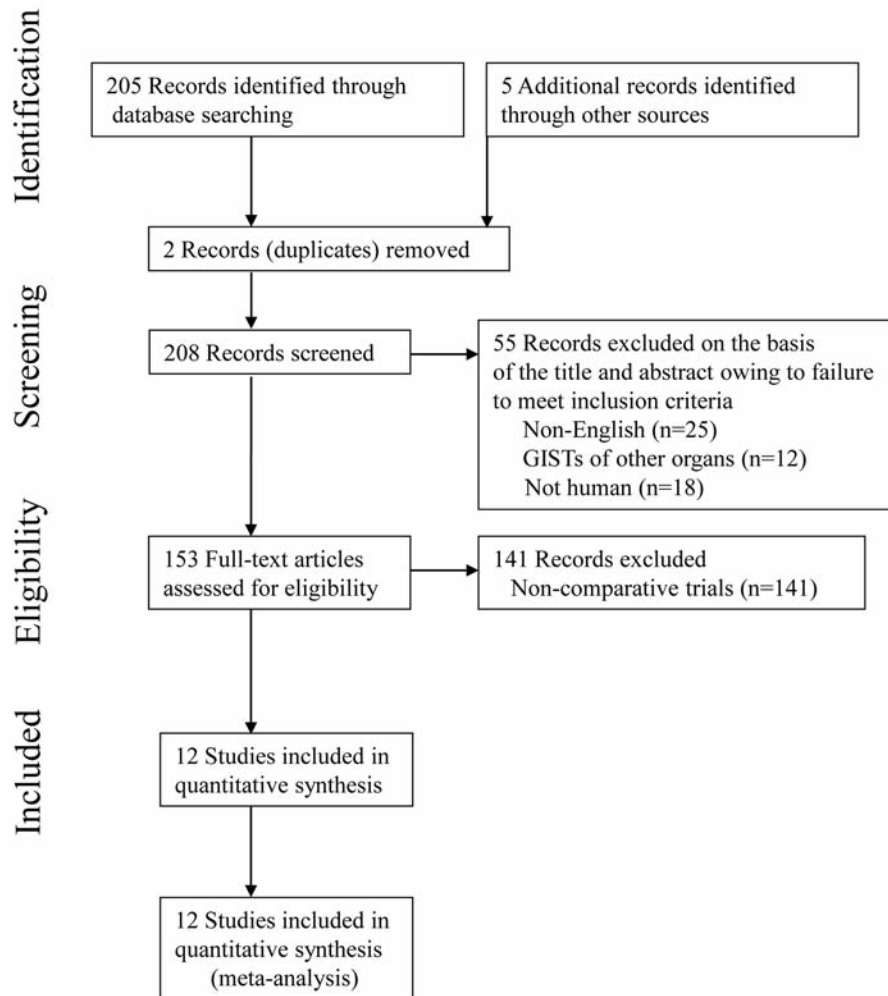 Identification
205 Records identified through
database searching
5 Additional records identified
through other sources
2 Records (duplicates) removed
Screening
208 Records screened
55 Records excluded on the basis
of the title and abstract owing to failure
to meet inclusion criteria
Non-English (n=25)
GISTs of other organs (n=12)
Not human (n=18)
Eligibility
153 Full-text articles
assessed for eligibility
141 Records excluded
Non-comparative trials (n=141)
Included
12 Studies included in
quantitative synthesis
12 Studies included in
quantitative synthesis
(meta-analysis)